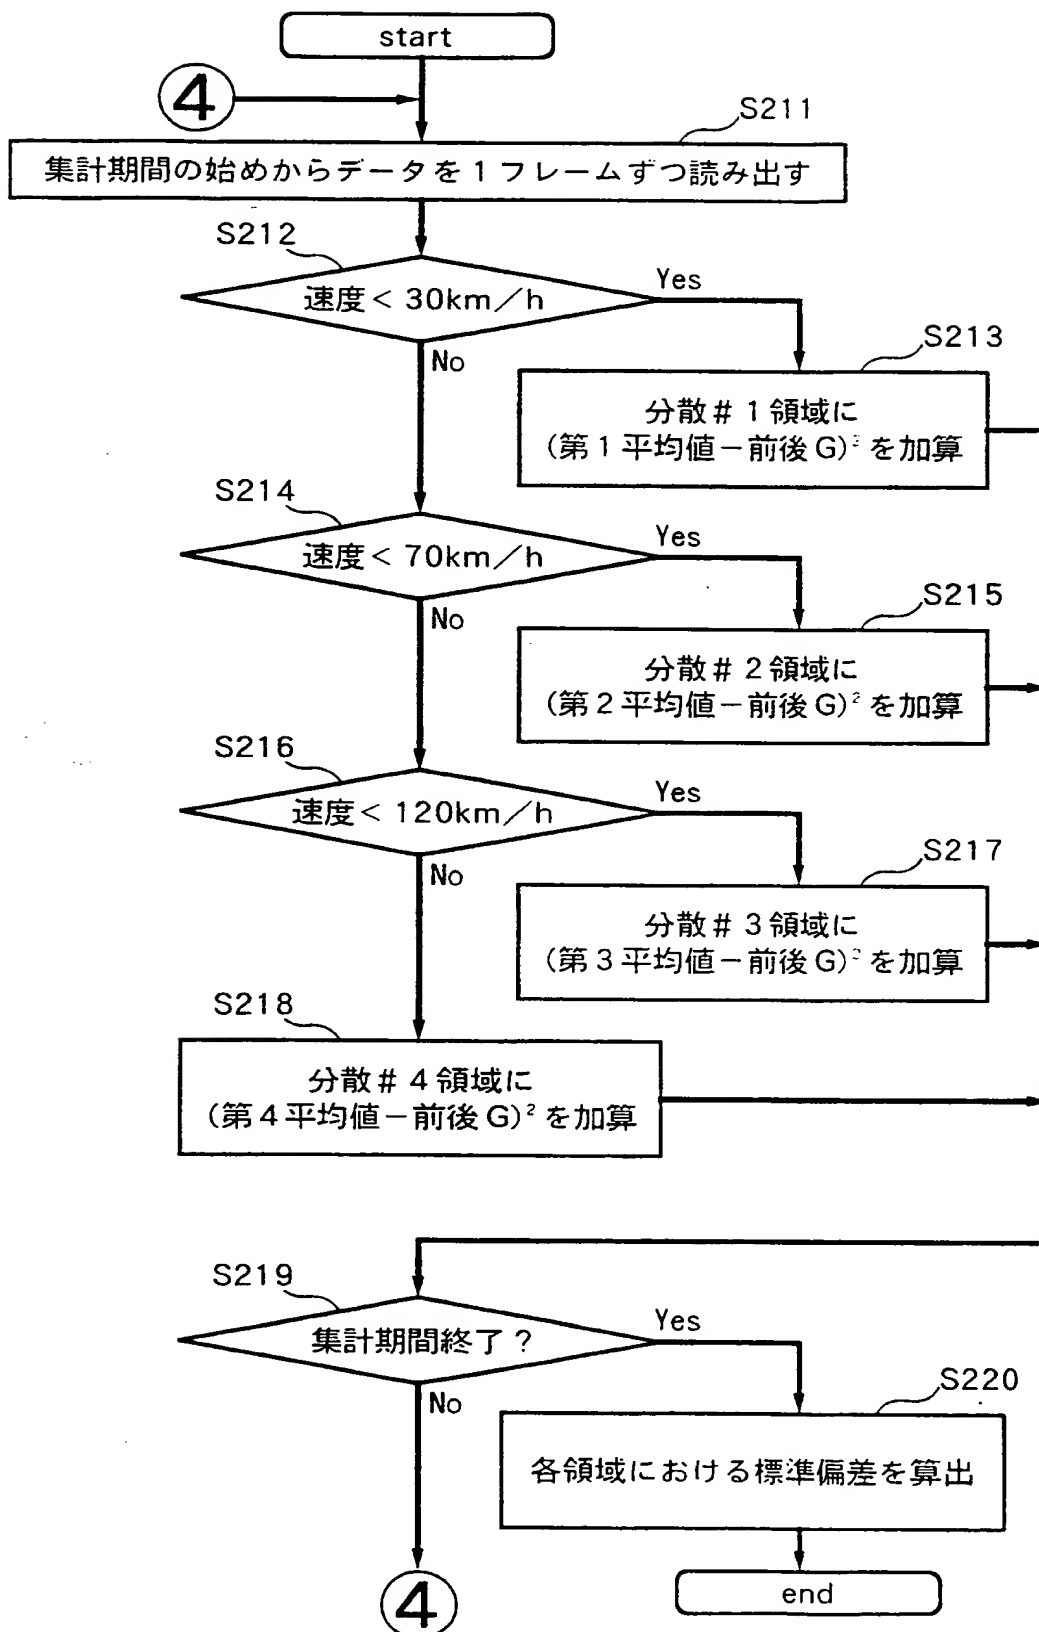 start
④
S211
集計期間の始めからデータを1フレームずつ読み出す
S212
速度<30km/h
Yes
No
S213
分散#1領域に
(第1平均値-前後G)²を加算
S214
速度<70km/h
Yes
No
S215
分散#2領域に
(第2平均値-前後G)²を加算
S216
速度<120km/h
Yes
No
S217
分散#3領域に
(第3平均値-前後G)²を加算
S218
分散#4領域に
(第4平均値-前後G)²を加算
S219
集計期間終了?
Yes
No
S220
各領域における標準偏差を算出
④
end